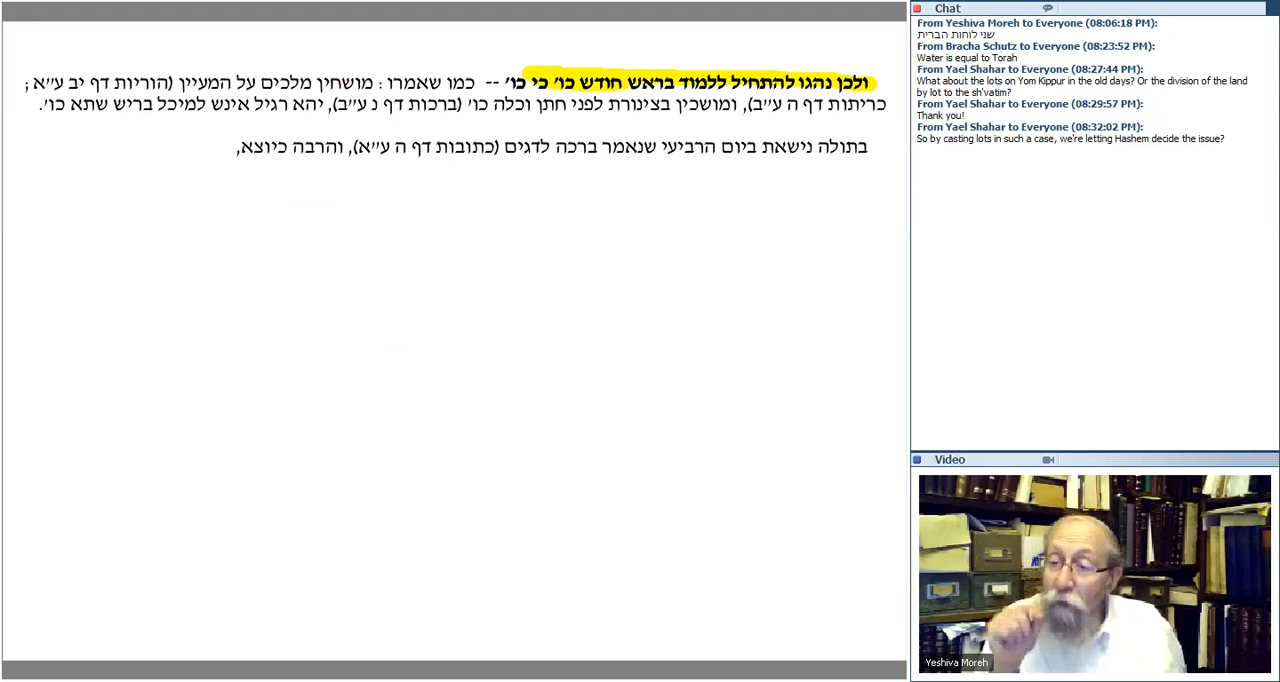 ולכן נהגו להתחיל ללמוד בראש חודש כו' כי כו' -- כמו שאמרו : מושחין מלכים על המעיין (הוריות דף יב ע"א ;
כריתות דף ה ע"ב), ומושכין בצינורת לפני חתן וכלה כו' (ברכות דף נ ע"ב), יהא רגיל אינש למיכל בריש שתא כו'.
בתולה נישאת ביום הרביעי שנאמר ברכה לדגים (כתובות דף ה ע"א), והרבה כיוצא,
Chat
From Yeshiva Moreh to Everyone (08:06:18 PM):
שני לוחות הברית
From Bracha Schutz to Everyone (08:23:52 PM):
Water is equal to Torah
From Yael Shahar to Everyone (08:27:44 PM):
What about the lots on Yom Kippur in the old days? Or the division of the land
by lot to the sh'vatim?
From Yael Shahar to Everyone (08:29:57 PM):
Thank you!
From Yael Shahar to Everyone (08:32:02 PM):
So by casting lots in such a case, we're letting Hashem decide the issue?
Video
Yeshiva Moreh